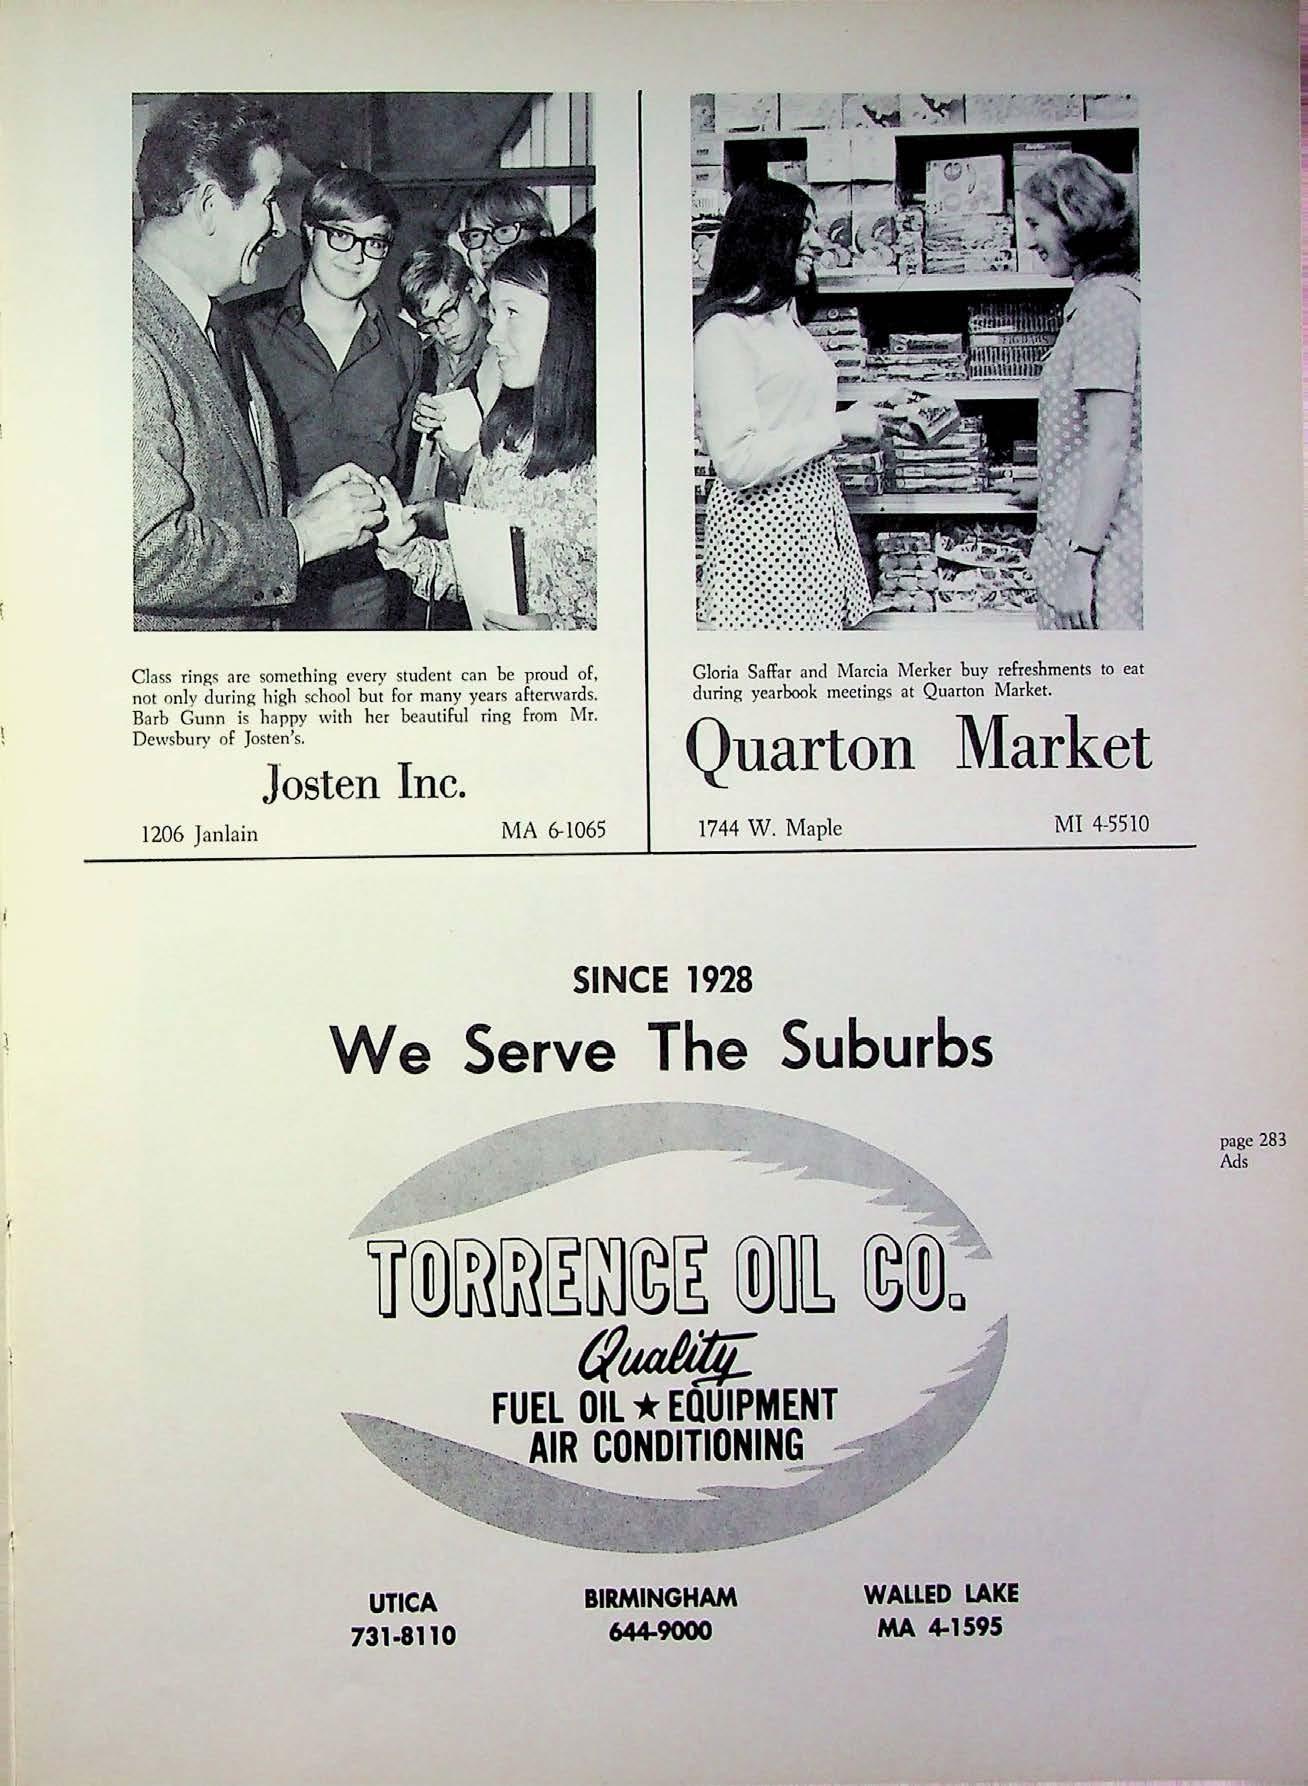 FIG BARS
Class rings are something every student can be proud of,
not only during high school but for many years afterwards.
Barb Gunn is happy with her beautiful ring from Mr.
Dewsbury of Josten's.
Josten Inc.
1206 Janlain
MA 6-1065
Gloria Saffar and Marcia Merker buy refreshments to eat
during yearbook meetings at Quarton Market.
Quarton Market
1744 W. Maple
MI 4-5510
SINCE 1928
We Serve The Suburbs
TORRENCE OIL CO.
Quality
FUEL OIL ★ EQUIPMENT
AIR CONDITIONING
UTICA
731-8110
BIRMINGHAM
644-9000
WALLED LAKE
MA 4-1595
page 283
Ads